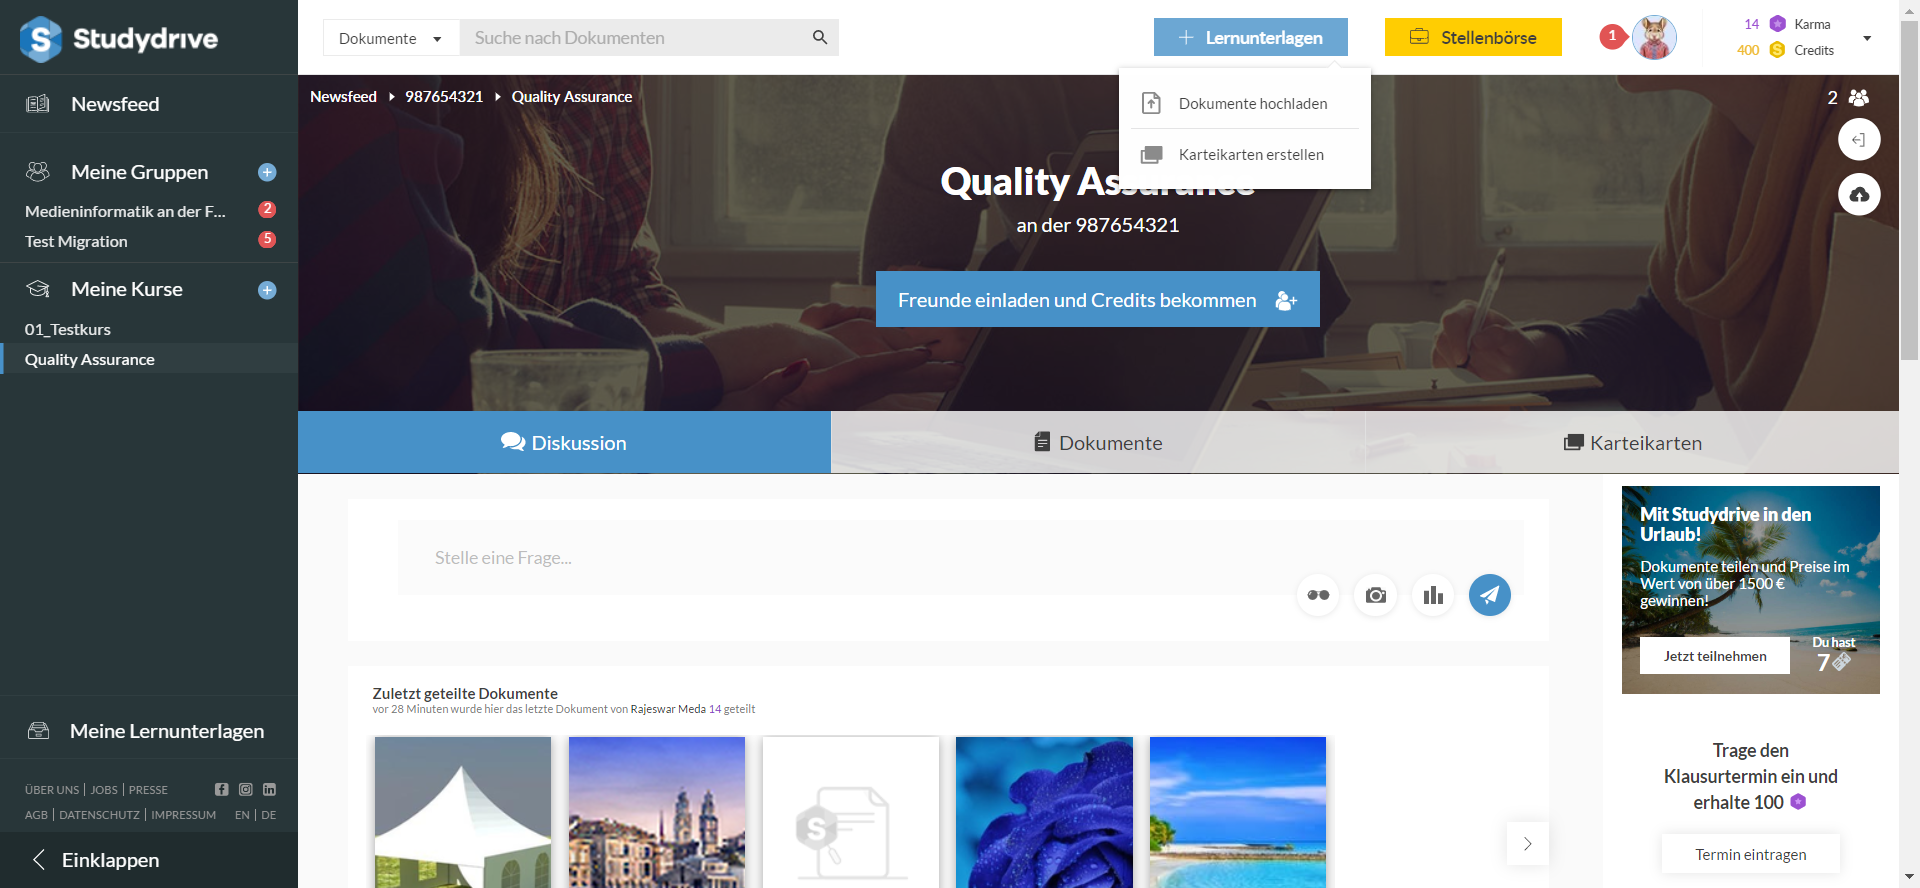 Studydrive
Dokumente
Suche nach Dokumenten
Lernunterlagen
Stellenbörse
1
14 Karma
400 Credits
Newsfeed
Meine Gruppen
Medieninformatik an der F... 2
Test Migration 5
Meine Kurse
01_Testkurs
Quality Assurance
Meine Lernunterlagen
ÜBER UNS | JOBS | PRESSE
AGB | DATENSCHUTZ | IMPRESSUM EN | DE
Einklappen
Newsfeed 987654321 Quality Assurance
Dokumente hochladen
Karteikarten erstellen
2
Quality Assurance
an der 987654321
Freunde einladen und Credits bekommen
Diskussion
Dokumente
Karteikarten
Stelle eine Frage...
Zuletzt geteilte Dokumente
vor 28 Minuten wurde hier das letzte Dokument von Rajeswar Meda 14 geteilt
Mit Studydrive in den
Urlaub!
Dokumente teilen und Preise im
Wert von über 1500 €
gewinnen!
Jetzt teilnehmen
Du hast
7
Trage den
Klausurtermin ein und
erhalte 100
Termin eintragen